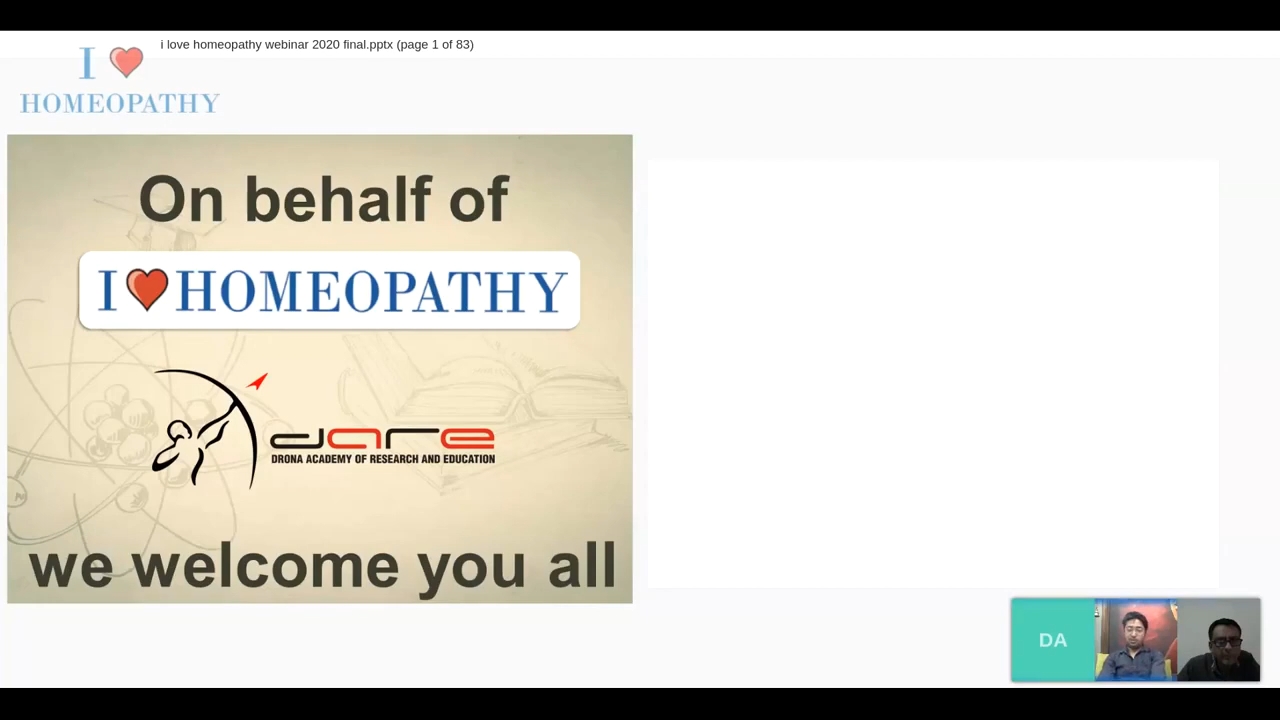 i love homeopathy webinar 2020 final.pptx (page 1 of 83)
I
HOMEOPATHY
On behalf of
I HOMEOPATHY
dare
DRONA ACADEMY OF RESEARCH AND EDUCATION
we welcome you all
DA